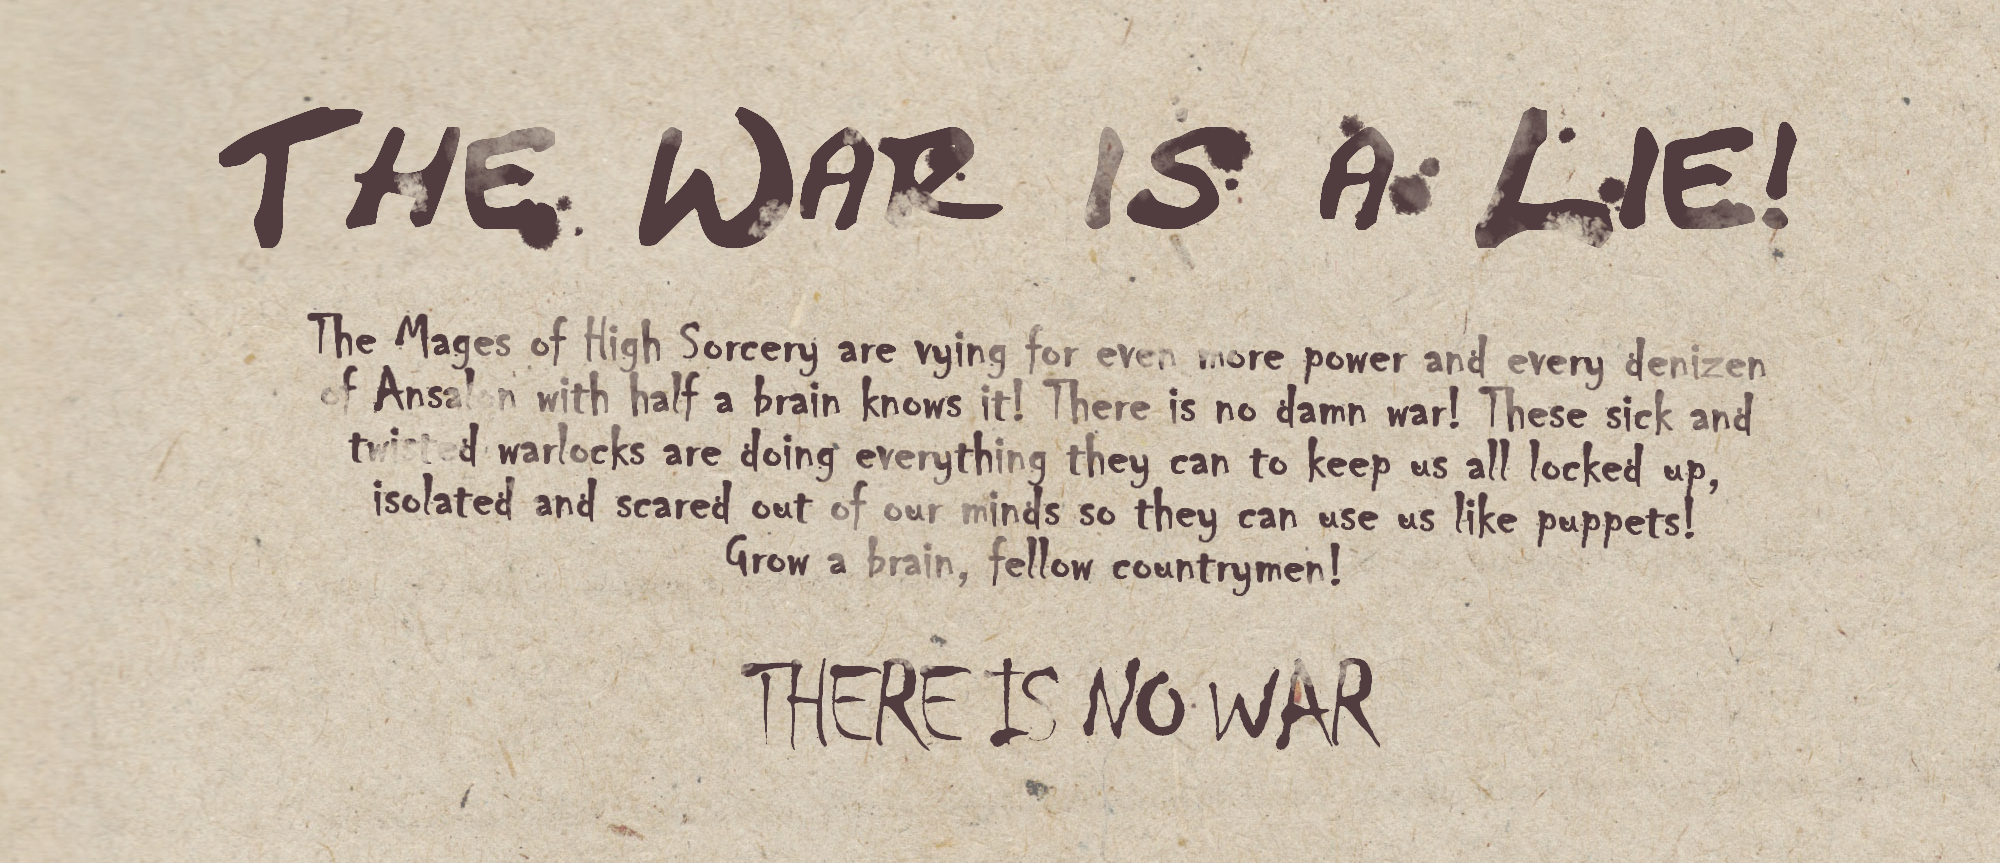 The War is a Lie!
The Mages of High Sorcery are vying for even more power and every denizen
of Ansalon with half a brain knows it! There is no damn war! These sick and
twisted warlocks are doing everything they can to keep us all locked up,
isolated and scared out of our minds so they can use us like puppets!
Grow a brain, fellow countrymen!
THERE IS NO WAR